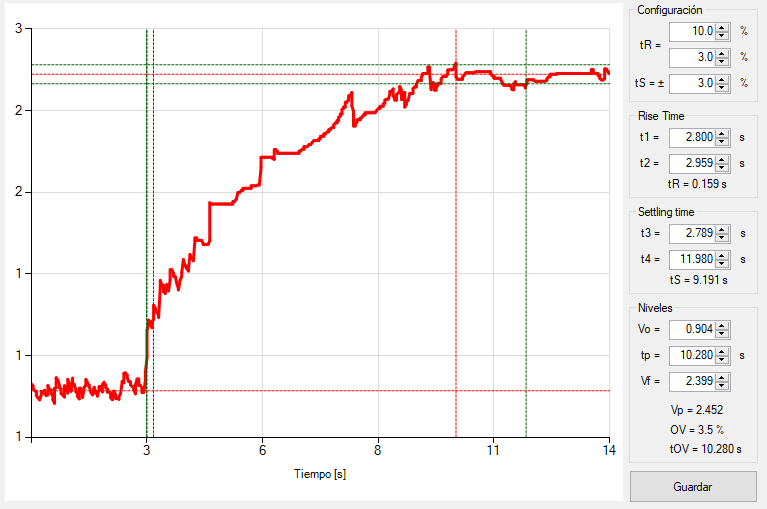 3
2
2
1
1
1
3
6
8
11
14
Tiempo [s]
Configuración
tR =
10.0 %
3.0 %
tS = ± 3.0 %
Rise Time
t1 = 2.800 s
t2 = 2.959 s
tR = 0.159 s
Settling time
t3 = 2.789 s
t4 = 11.980 s
tS = 9.191 s
Niveles
Vo = 0.904
tp = 10.280 s
Vf = 2.399
Vp = 2.452
OV = 3.5 %
tOV = 10.280 s
Guardar